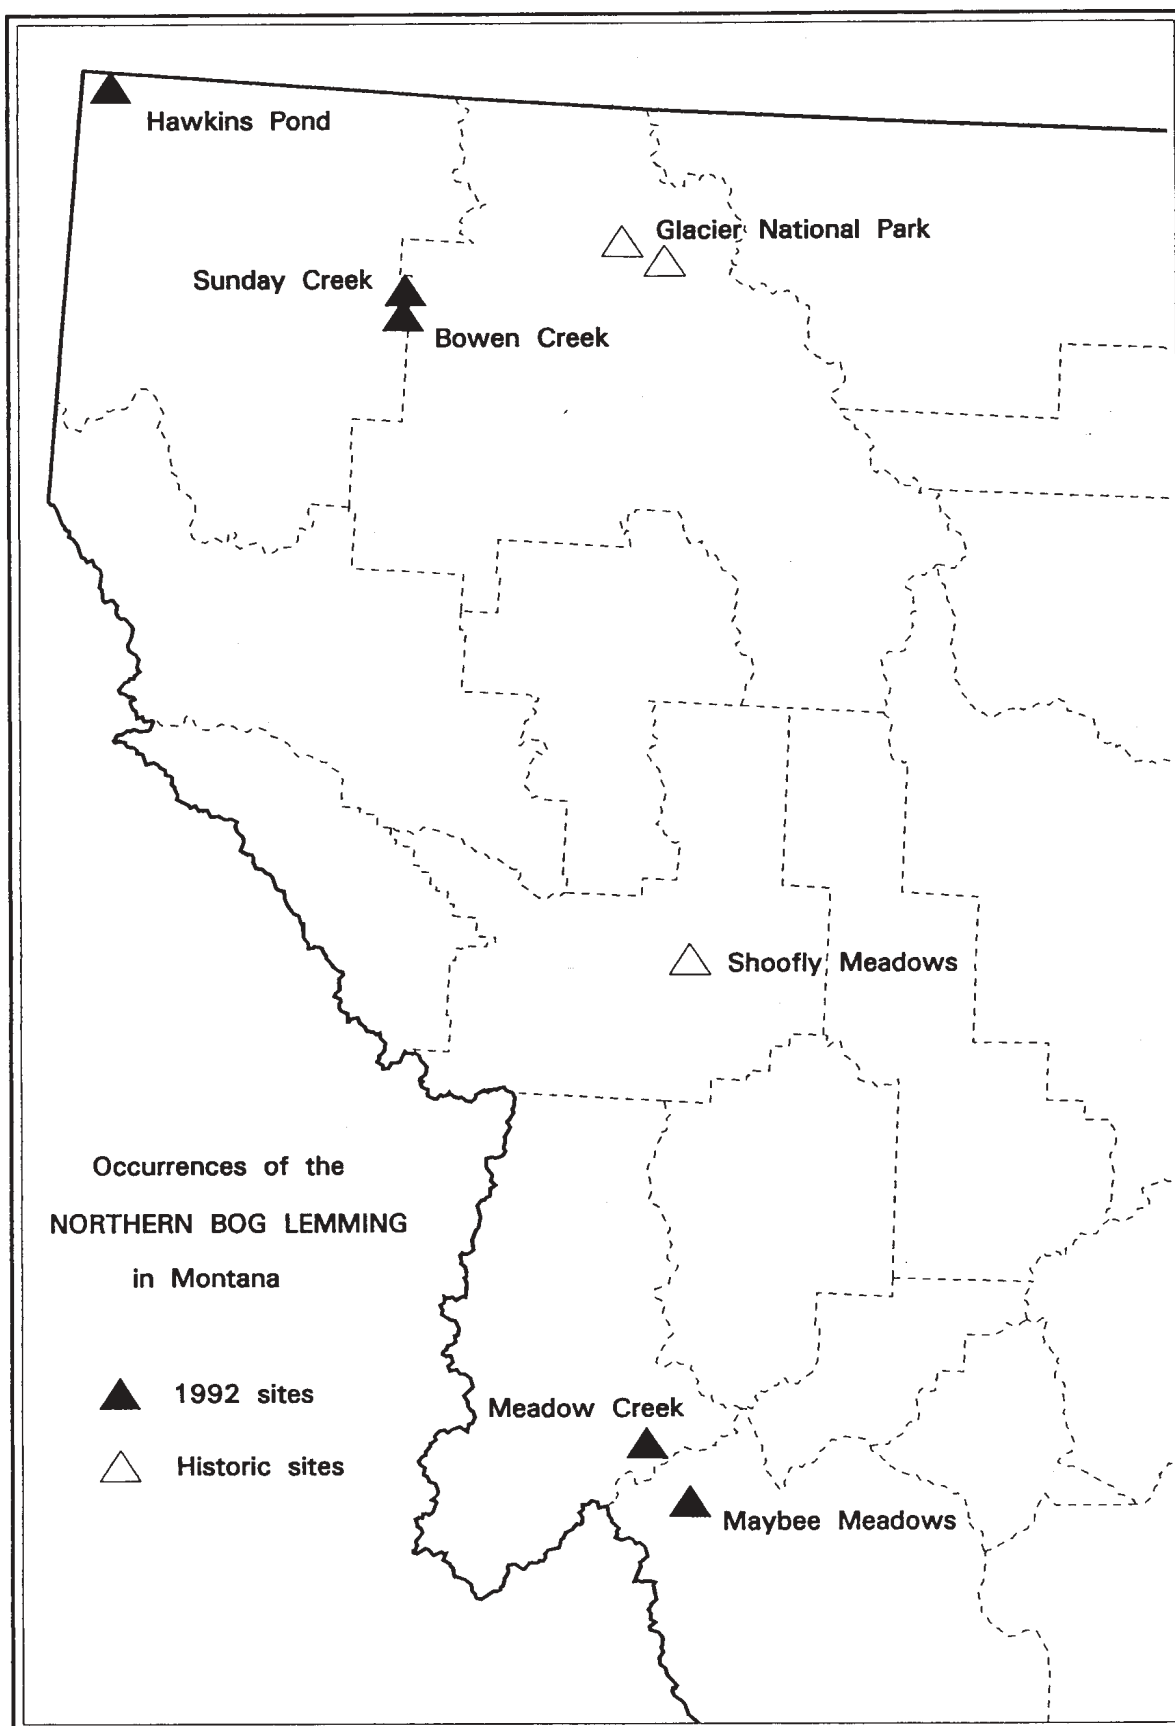 Hawkins Pond
Glacier National Park
Sunday Creek
Bowen Creek
Shoofly Meadows
Occurrences of the
NORTHERN BOG LEMMING
in Montana
1992 sites
Historic sites
Meadow Creek
Maybee Meadows